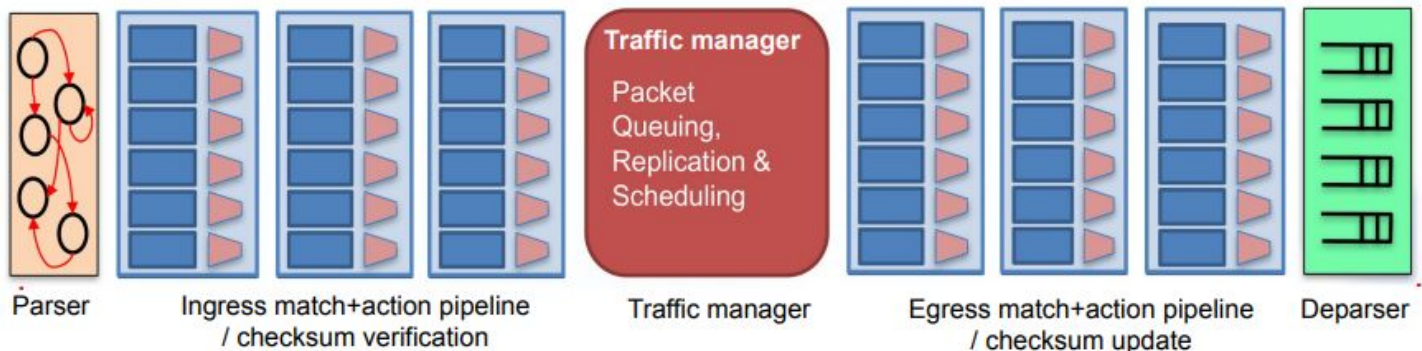 Traffic manager
Packet
Queuing,
Replication &
Scheduling
Parser
Ingress match+action pipeline
/ checksum verification
Traffic manager
Egress match+action pipeline
/ checksum update
Deparser